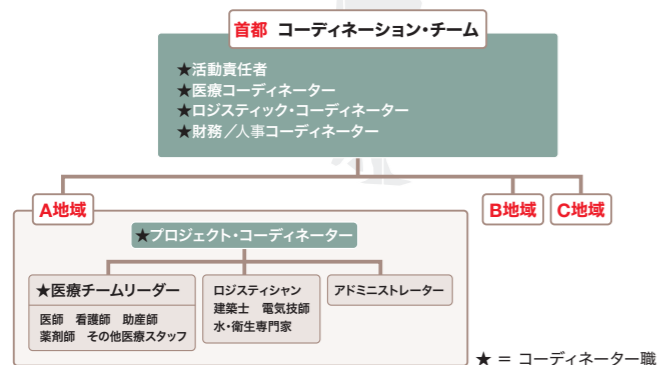 首都 コーディネーション・チーム
★活動責任者
★医療コーディネーター
★ロジスティック・コーディネーター
★財務／人事コーディネーター
A地域
B地域
C地域
★プロジェクト・コーディネーター
★医療チームリーダー
医師 看護師 助産師
薬剤師 その他医療スタッフ
ロジスティシャン
建築士 電気技師
水・衛生専門家
アドミニストレーター
★ ＝ コーディネーター職